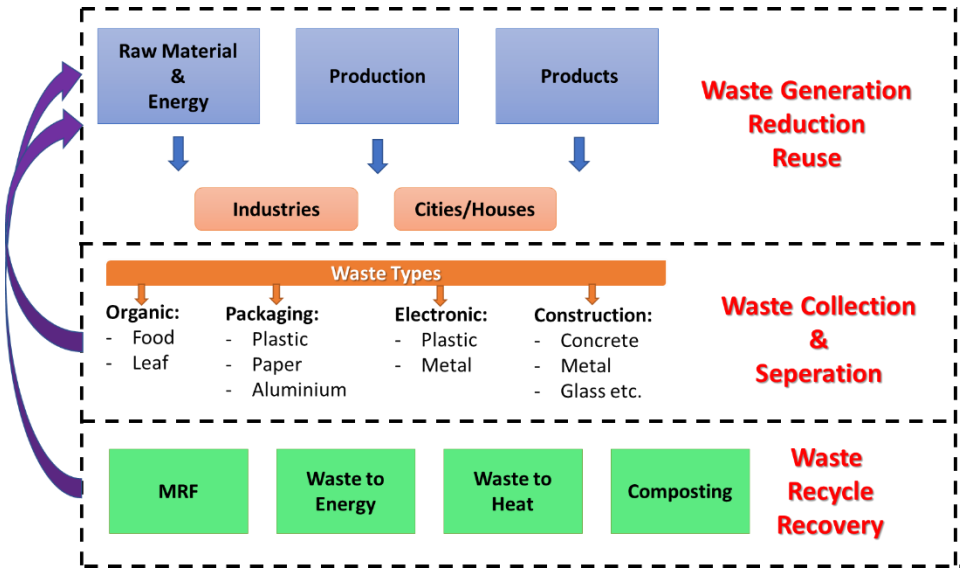 Raw Material
&
Energy
Production
Products
Waste Generation
Reduction
Reuse
Industries
Cities/Houses
Waste Types
Organic:
- Food
- Leaf
Packaging:
- Plastic
- Paper
- Aluminium
Electronic:
- Plastic
- Metal
Construction:
- Concrete
- Metal
- Glass etc.
Waste Collection
&
Seperation
MRF
Waste to
Energy
Waste to
Heat
Composting
Waste
Recycle
Recovery